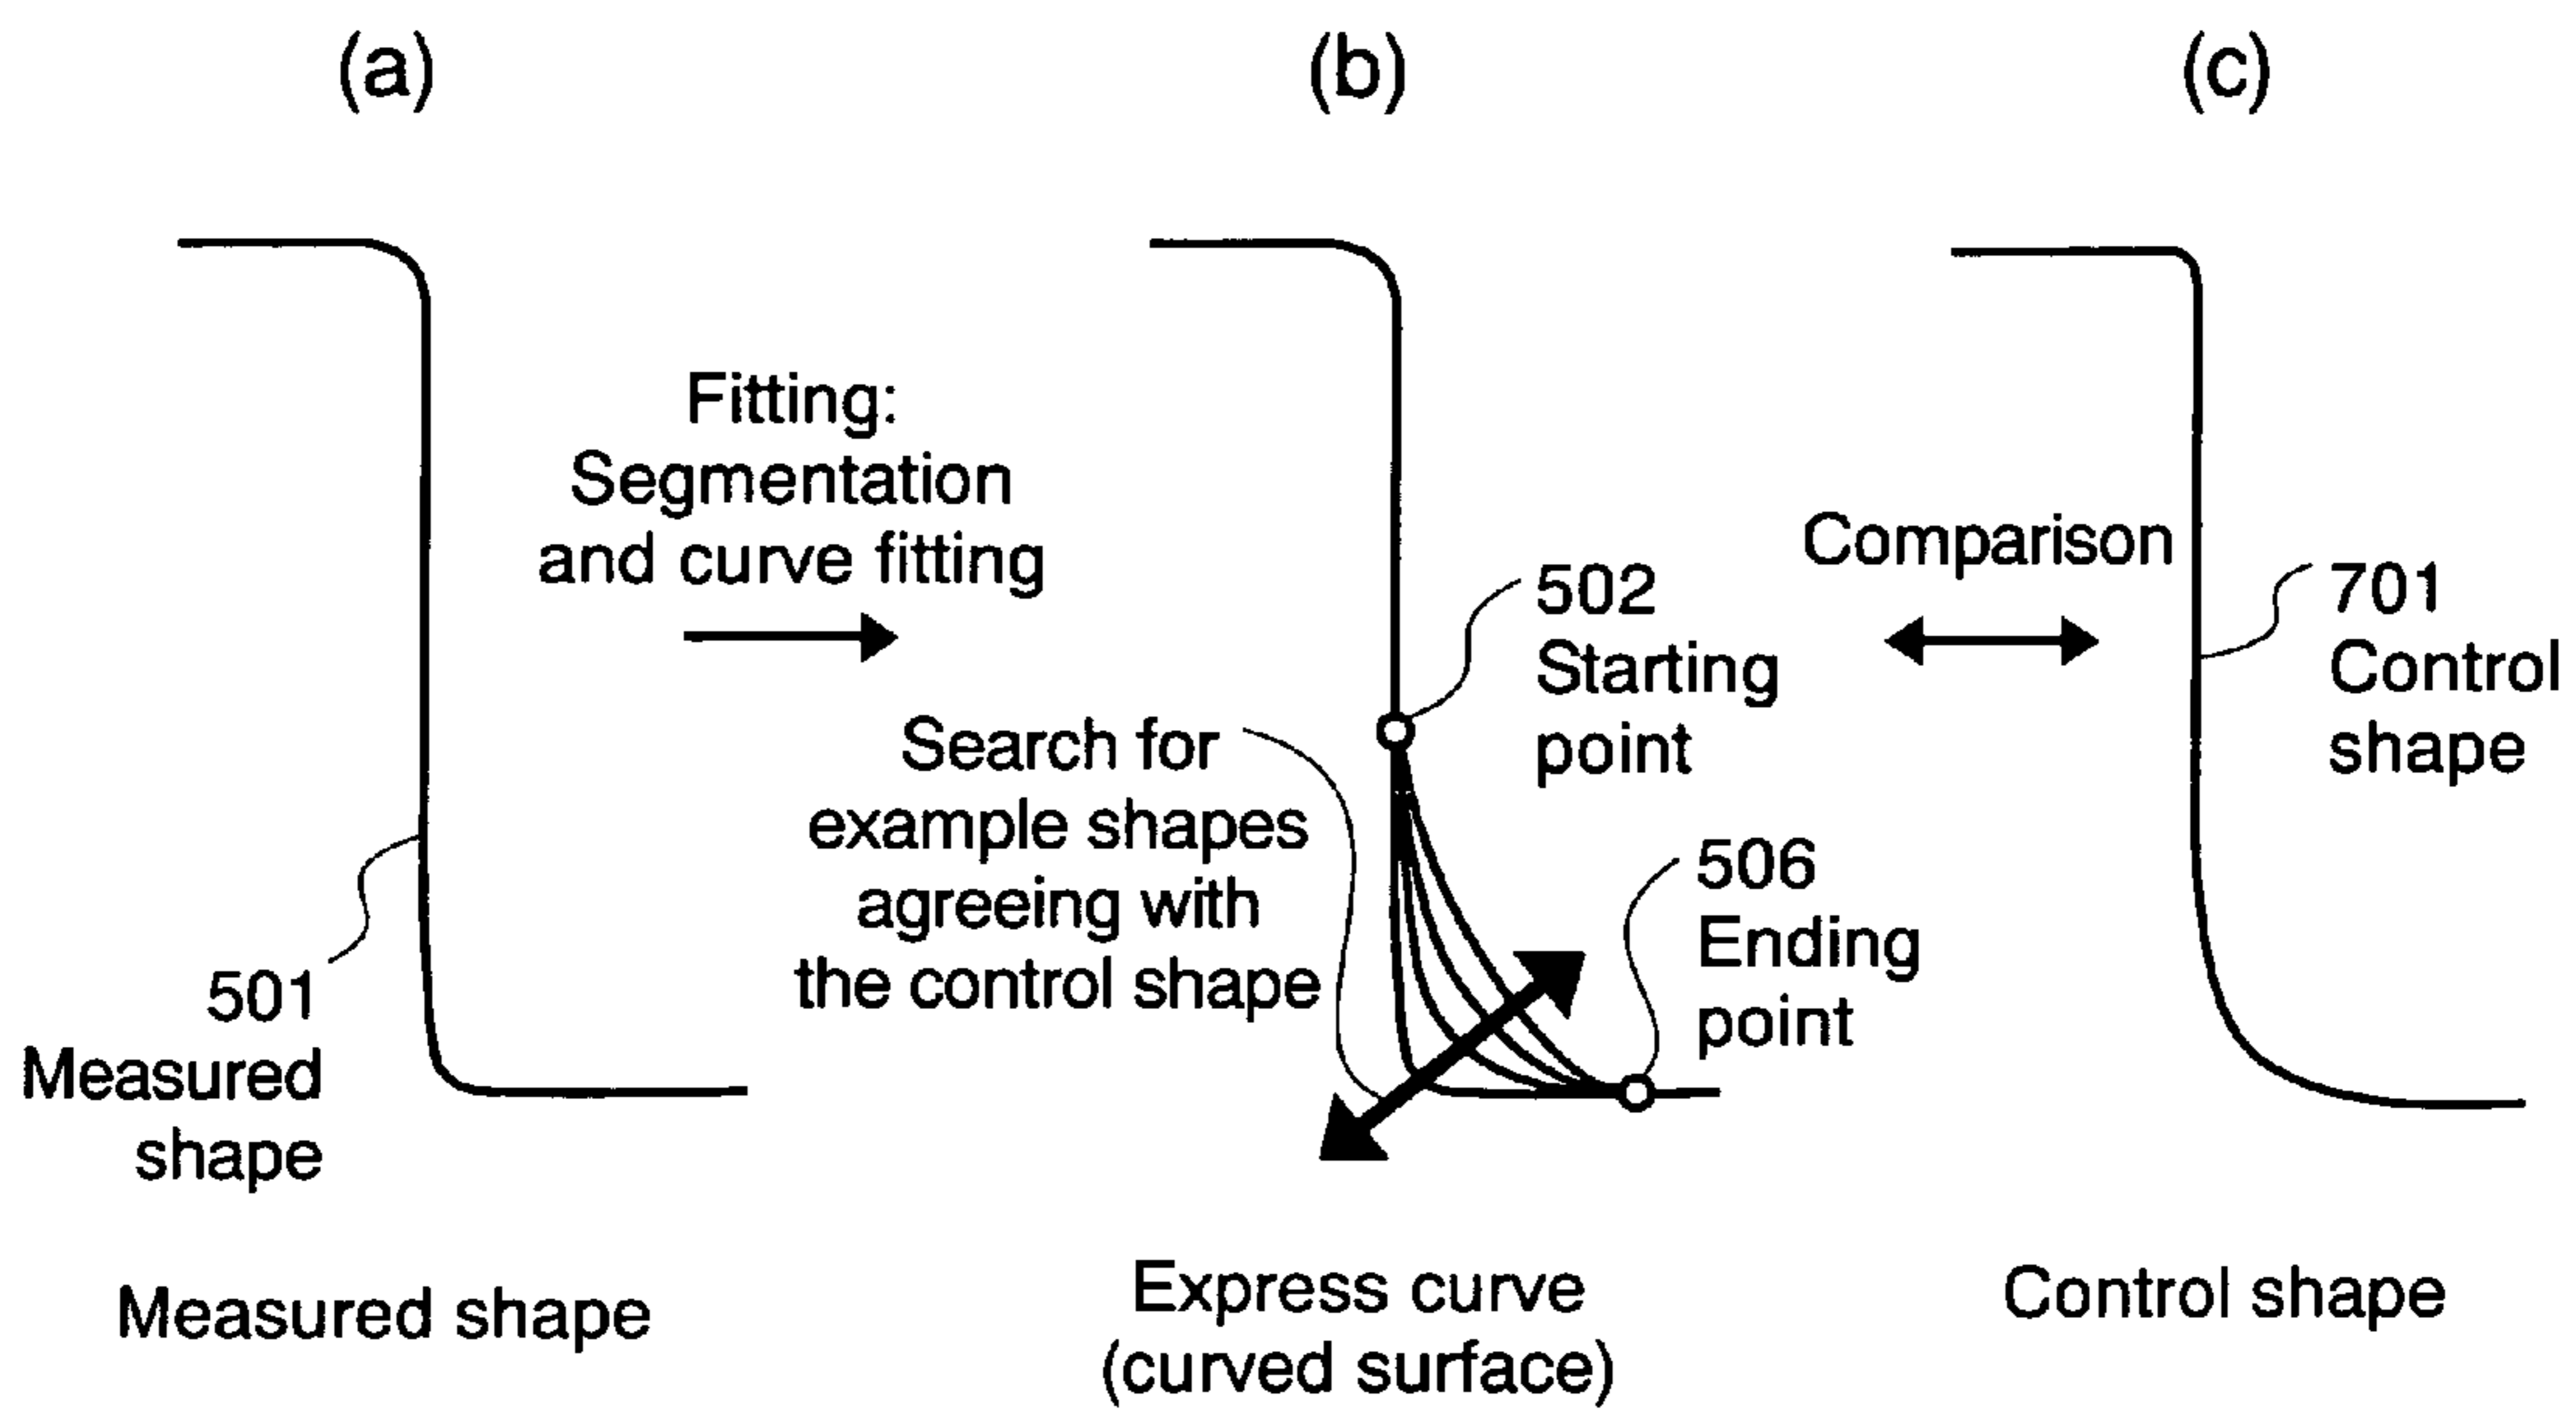 (a)
(b)
(c)
Fitting:
Segmentation
and curve fitting
Comparison
502
Starting
point
701
Control
shape
Search for
example shapes
agreeing with
the control shape
506
Ending
point
501
Measured
shape
Measured shape
Express curve
(curved surface)
Control shape